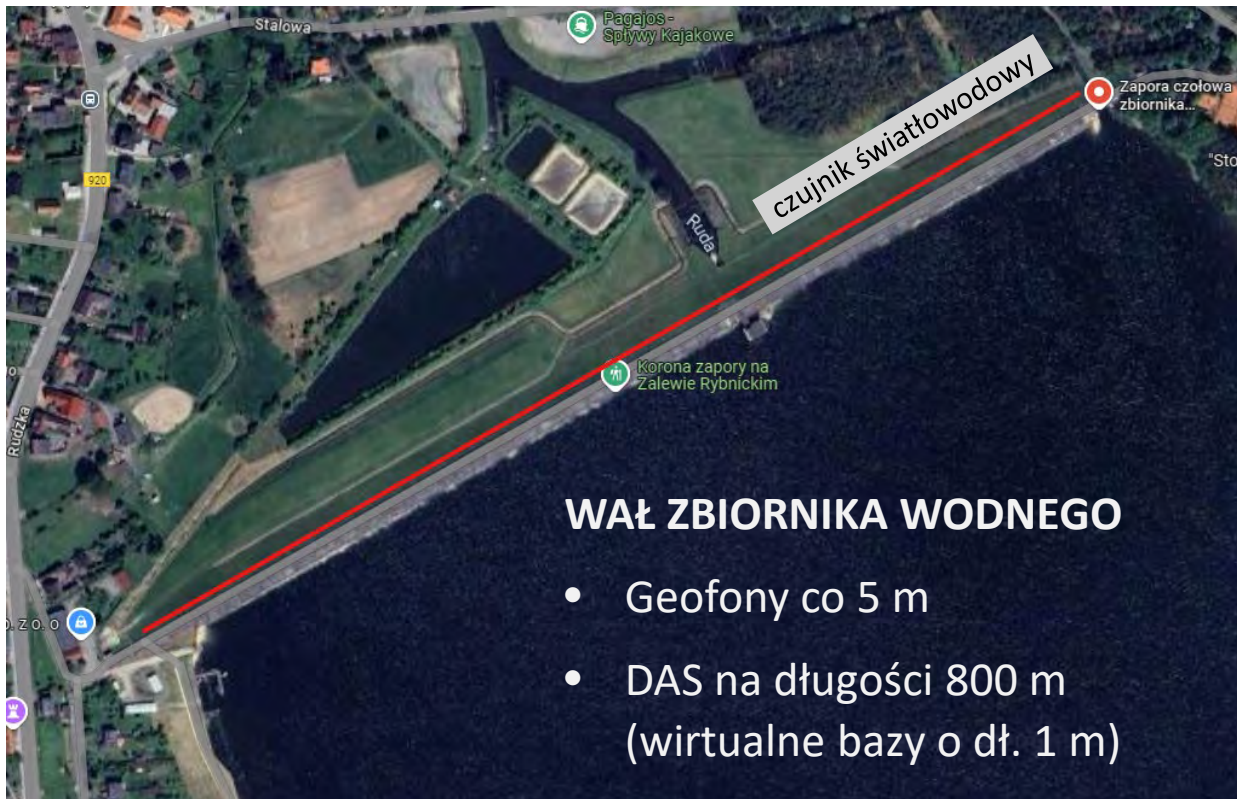 Stalowa
Pagajos -
Spływy Kajakowe
czujnik światłowodowy
Zapora czołowa
zbiornika...
"Sto
920
Ruda
Korona zapory na
Zalewie Rybnickim
Rudzka
o. z o. o
WAŁ ZBIORNIKA WODNEGO
• Geofony co 5 m
• DAS na długości 800 m
(wirtualne bazy o dł. 1 m)